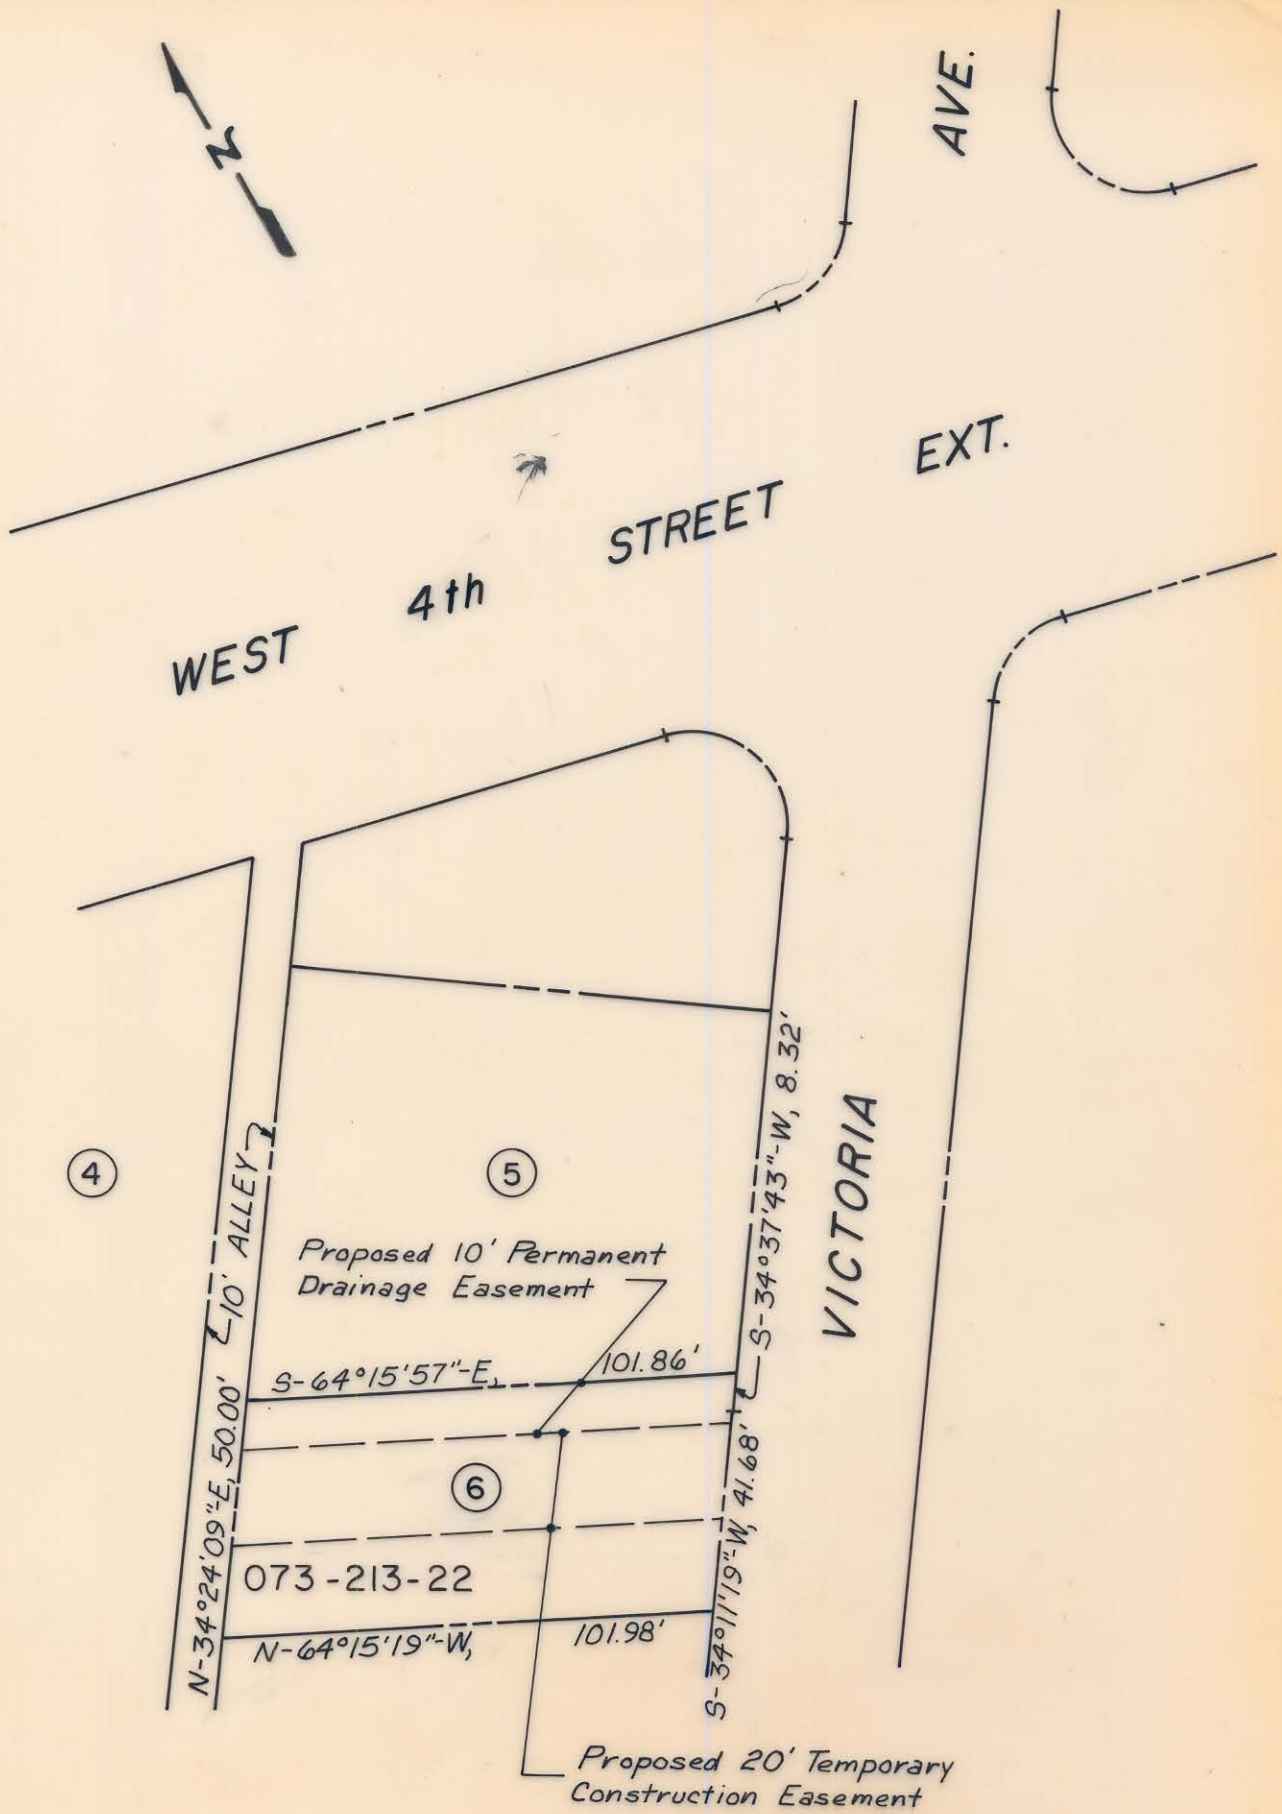 N
AVE.
EXT.
STREET
4th
WEST
④
⑤
10' ALLEY
S-34°37'43"-W, 8.32'
VICTORIA
Proposed 10' Permanent
Drainage Easement
S-64°15'57"-E, 101.86'
N-34°24'09"-E, 50.00'
⑥
S-34°11'19"-W, 41.68'
073-213-22
N-64°15'19"-W, 101.98'
Proposed 20' Temporary
Construction Easement